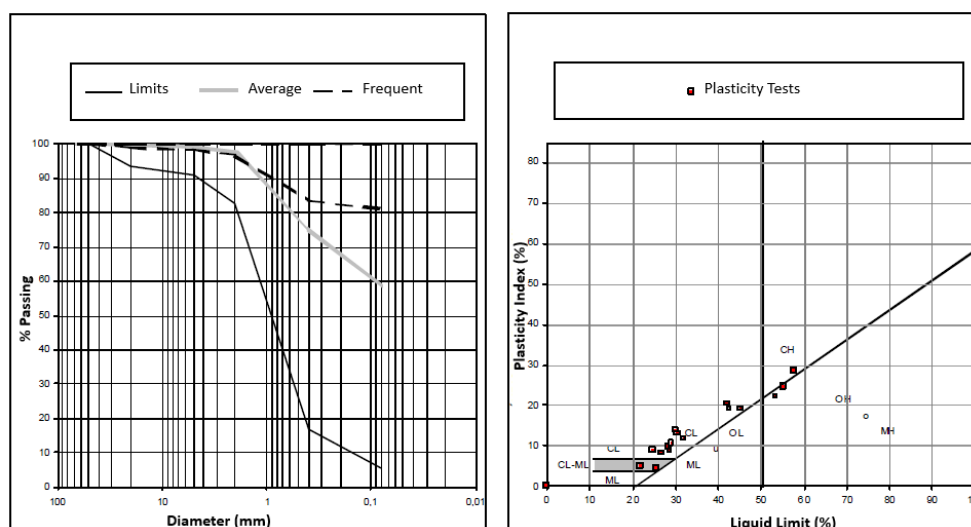 Limits Average Frequent
100
90
80
70
60
50
40
30
20
10
0
% Passing
100 10 1 0,1 0,01
Diameter (mm)
Plasticity Tests
80
70
60
50
40
30
20
10
0
Plasticity Index (%)
CH
OH
MH
CL OL
CL
CL-ML ML
ML
0 10 20 30 40 50 60 70 80 90 100
Liquid Limit (%)